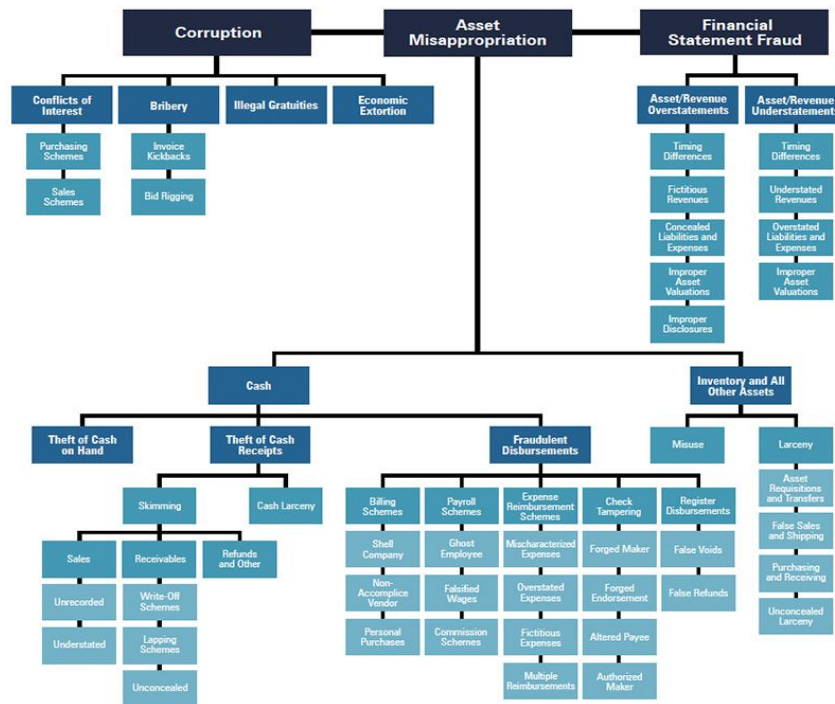 Corruption
Asset
Misappropriation
Financial
Statement Fraud
Conflicts of
Interest
Bribery
Illegal Gratuities
Economic
Extortion
Asset/Revenue
Overstatements
Asset/Revenue
Understatements
Purchasing
Schemes
Sales
Schemes
Invoice
Kickbacks
Bid Rigging
Timing
Differences
Fictitious
Revenues
Concealed
Liabilities and
Expenses
Improper
Asset
Valuations
Improper
Disclosures
Timing
Differences
Understated
Revenues
Overstated
Liabilities and
Expenses
Improper
Asset
Valuations
Cash
Inventory and All
Other Assets
Theft of Cash
on Hand
Theft of Cash
Receipts
Fraudulent
Disbursements
Misuse
Larceny
Skimming
Cash Larceny
Sales
Receivables
Refunds
and Other
Unrecorded
Understated
Write-Off
Schemes
Lapping
Schemes
Unconcealed
Billing
Schemes
Shell
Company
Non-
Accomplice
Vendor
Personal
Purchases
Payroll
Schemes
Ghost
Employee
Falsified
Wages
Commission
Schemes
Expense
Reimbursement
Schemes
Mischaracterized
Expenses
Overstated
Expenses
Fictitious
Expenses
Multiple
Reimbursements
Check
Tampering
Forged Maker
Forged
Endorsement
Altered Payee
Authorized
Maker
Register
Disbursements
False Voids
False Refunds
Asset
Requisitions
and Transfers
False Sales
and Shipping
Purchasing
and Receiving
Unconcealed
Larceny